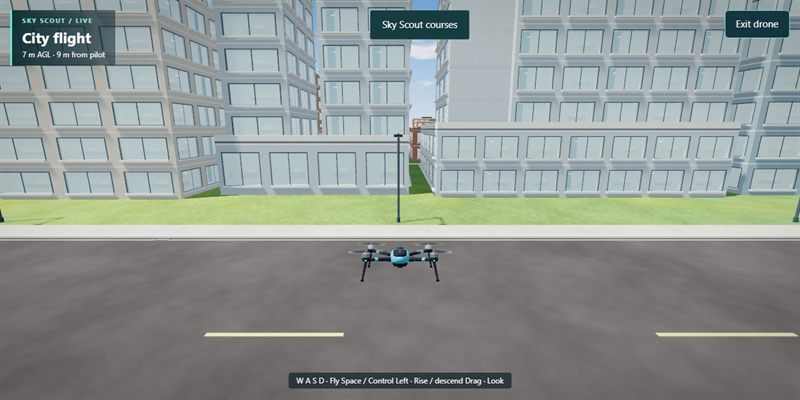 SKY SCOUT / LIVE
City flight
7 m AGL · 9 m from pilot
Sky Scout courses
Exit drone
W A S D · Fly Space / Control Left · Rise / descend Drag · Look